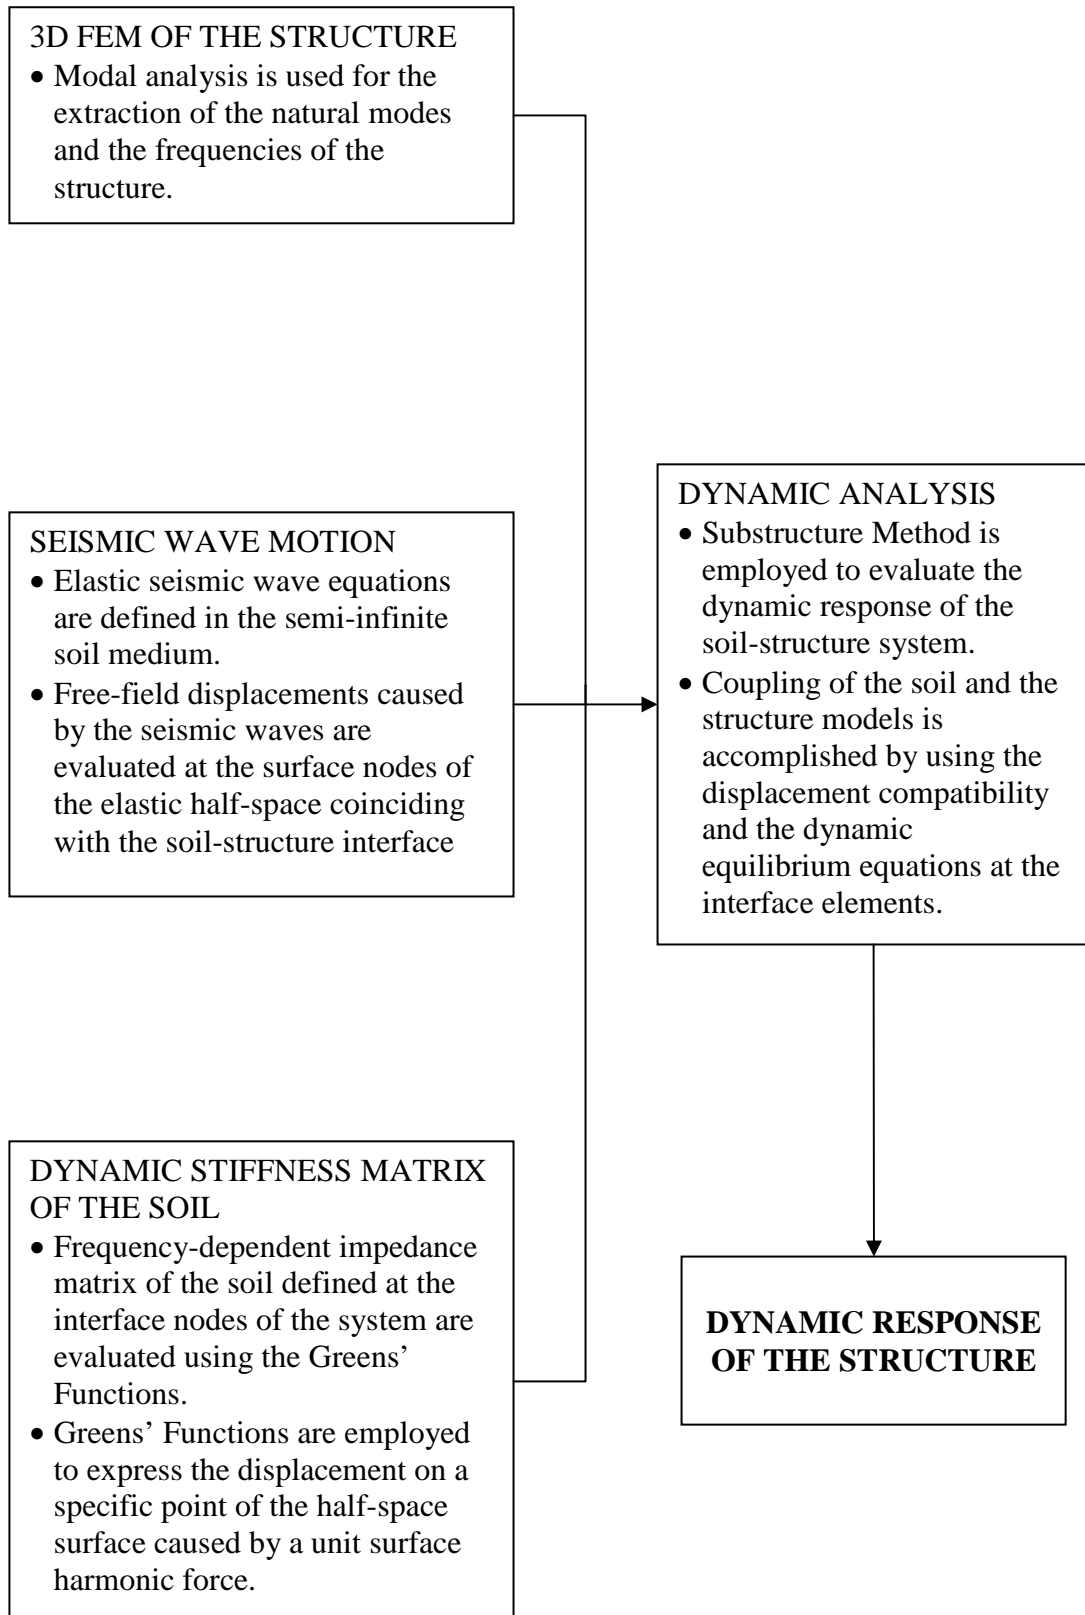 3D FEM OF THE STRUCTURE
• Modal analysis is used for the
extraction of the natural modes
and the frequencies of the
structure.
SEISMIC WAVE MOTION
• Elastic seismic wave equations
are defined in the semi-infinite
soil medium.
• Free-field displacements caused
by the seismic waves are
evaluated at the surface nodes of
the elastic half-space coinciding
with the soil-structure interface
DYNAMIC STIFFNESS MATRIX
OF THE SOIL
• Frequency-dependent impedance
matrix of the soil defined at the
interface nodes of the system are
evaluated using the Greens’
Functions.
• Greens’ Functions are employed
to express the displacement on a
specific point of the half-space
surface caused by a unit surface
harmonic force.
DYNAMIC ANALYSIS
• Substructure Method is
employed to evaluate the
dynamic response of the
soil-structure system.
• Coupling of the soil and the
structure models is
accomplished by using the
displacement compatibility
and the dynamic
equilibrium equations at the
interface elements.
DYNAMIC RESPONSE
OF THE STRUCTURE